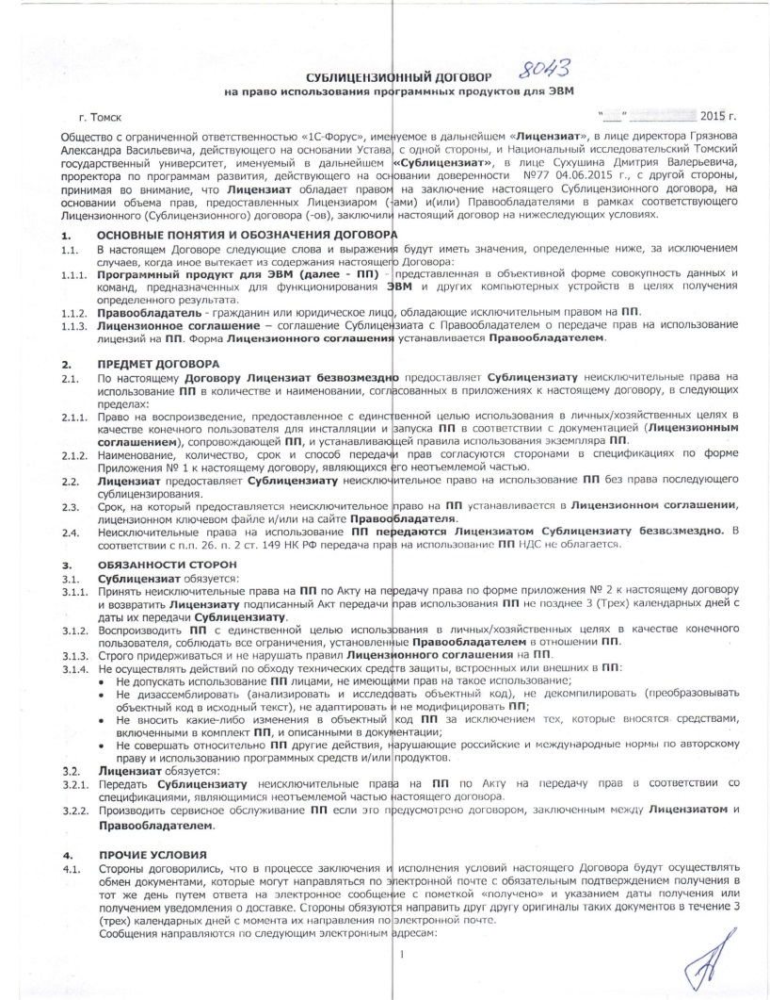 СУБЛИЦЕНЗИОННЫЙ ДОГОВОР 8043
на право использования программных продуктов для ЭВМ
г. Томск "___" 2015 г.
Общество с ограниченной ответственностью «1С-Форус», именуемое в дальнейшем «Лицензиат», в лице директора Грязнова
Александра Васильевича, действующего на основании Устава, с одной стороны, и Национальный исследовательский Томский
государственный университет, именуемый в дальнейшем «Сублицензиат», в лице Сухушина Дмитрия Валерьевича,
проректора по программам развития, действующего на основании доверенности №77 04.06.2015 г., с другой стороны,
принимая во внимание, что Лицензиат обладает правом на заключение настоящего Сублицензионного договора, на
основании объема прав, предоставленных Лицензиаром (-ами) и(или) Правообладателями в рамках соответствующего
Лицензионного (Сублицензионного) договора (-ов), заключили настоящий договор на нижеследующих условиях.
1. ОСНОВНЫЕ ПОНЯТИЯ И ОБОЗНАЧЕНИЯ ДОГОВОРА
1.1. В настоящем Договоре следующие слова и выражения будут иметь значения, определенные ниже, за исключением
случаев, когда иное вытекает из содержания настоящего Договора:
1.1.1. Программный продукт для ЭВМ (далее - ПП) - представленная в объективной форме совокупность данных и
команд, предназначенных для функционирования ЭВМ и других компьютерных устройств в целях получения
определенного результата.
1.1.2. Правообладатель - гражданин или юридическое лицо, обладающие исключительным правом на ПП.
1.1.3. Лицензионное соглашение – соглашение Сублицензиата с Правообладателем о передаче прав на использование
лицензий на ПП. Форма Лицензионного соглашения устанавливается Правообладателем.
2. ПРЕДМЕТ ДОГОВОРА
2.1. По настоящему Договору Лицензиат безвозмездно предоставляет Сублицензиату неисключительные права на
использование ПП в количестве и наименовании, согласованных в приложениях к настоящему договору, в следующих
пределах:
2.1.1. Право на воспроизведение, предоставленное с единственной целью использования в личных/хозяйственных целях в
качестве конечного пользователя для инсталляции и запуска ПП в соответствии с документацией (Лицензионным
соглашением), сопровождающей ПП, и устанавливающей правила использования экземпляра ПП.
2.1.2. Наименование, количество, срок и способ передачи прав согласуются сторонами в спецификациях по форме
Приложения № 1 к настоящему договору, являющихся его неотъемлемой частью.
2.2. Лицензиат предоставляет Сублицензиату неисключительное право на использование ПП без права последующего
сублицензирования.
2.3. Срок, на который предоставляется неисключительное право на ПП устанавливается в Лицензионном соглашении,
лицензионном ключевом файле и/или на сайте Правообладателя.
2.4. Неисключительные права на использование ПП передаются Лицензиатом Сублицензиату безвозмездно. В
соответствии с п.п. 26. п. 2 ст. 149 НК РФ передача прав на использование ПП НДС не облагается.
3. ОБЯЗАННОСТИ СТОРОН
3.1. Сублицензиат обязуется:
3.1.1. Принять неисключительные права на ПП по Акту на передачу права по форме приложения № 2 к настоящему договору
и возвратить Лицензиату подписанный Акт передачи прав использования ПП не позднее 3 (Трех) календарных дней с
даты их передачи Сублицензиату.
3.1.2. Воспроизводить ПП с единственной целью использования в личных/хозяйственных целях в качестве конечного
пользователя, соблюдать все ограничения, установленные Правообладателем в отношении ПП.
3.1.3. Строго придерживаться и не нарушать правил Лицензионного соглашения на ПП.
3.1.4. Не осуществлять действий по обходу технических средств защиты, встроенных или внешних в ПП:
• Не допускать использование ПП лицами, не имеющими прав на такое использование;
• Не дизассемблировать (анализировать и исследовать объектный код), не декомпилировать (преобразовывать
объектный код в исходный текст), не адаптировать и не модифицировать ПП;
• Не вносить какие-либо изменения в объектный код ПП за исключением тех, которые вносятся средствами,
включенными в комплект ПП, и описанными в документации;
• Не совершать относительно ПП другие действия, нарушающие российские и международные нормы по авторскому
праву и использованию программных средств и/или продуктов.
3.2. Лицензиат обязуется:
3.2.1. Передать Сублицензиату неисключительные права на ПП по Акту на передачу прав в соответствии со
спецификациями, являющимися неотъемлемой частью настоящего договора.
3.2.2. Производить сервисное обслуживание ПП если это предусмотрено договором, заключенным между Лицензиатом и
Правообладателем.
4. ПРОЧИЕ УСЛОВИЯ
4.1. Стороны договорились, что в процессе заключения и исполнения условий настоящего Договора будут осуществлять
обмен документами, которые могут направляться по электронной почте с обязательным подтверждением получения в
тот же день путем ответа на электронное сообщение с пометкой «получено» и указанием даты получения или
получением уведомления о доставке. Стороны обязуются направить друг другу оригиналы таких документов в течение 3
(трех) календарных дней с момента их направления по электронной почте.
Сообщения направляются по следующим электронным адресам:
1